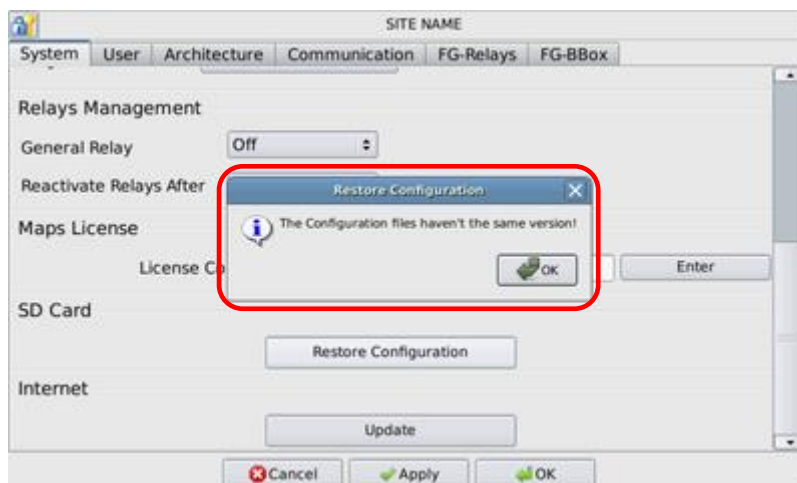 SITE NAME
System User Architecture Communication FG-Relays FG-BBox
Relays Management
General Relay Off
Reactivate Relays After
Restore Configuration
Maps License
The Configuration files haven't the same version!
OK
License Co
Enter
SD Card
Restore Configuration
Internet
Update
Cancel Apply OK